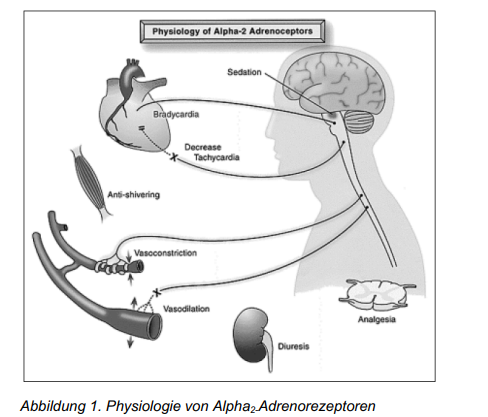 Physiology of Alpha-2 Adrenoceptors
Sedation
Bradycardia
Decrease
Tachycardia
Anti-shivering
Vasoconstriction
Vasodilation
Analgesia
Diuresis
Abbildung 1. Physiologie von Alpha₂-Adrenorezeptoren